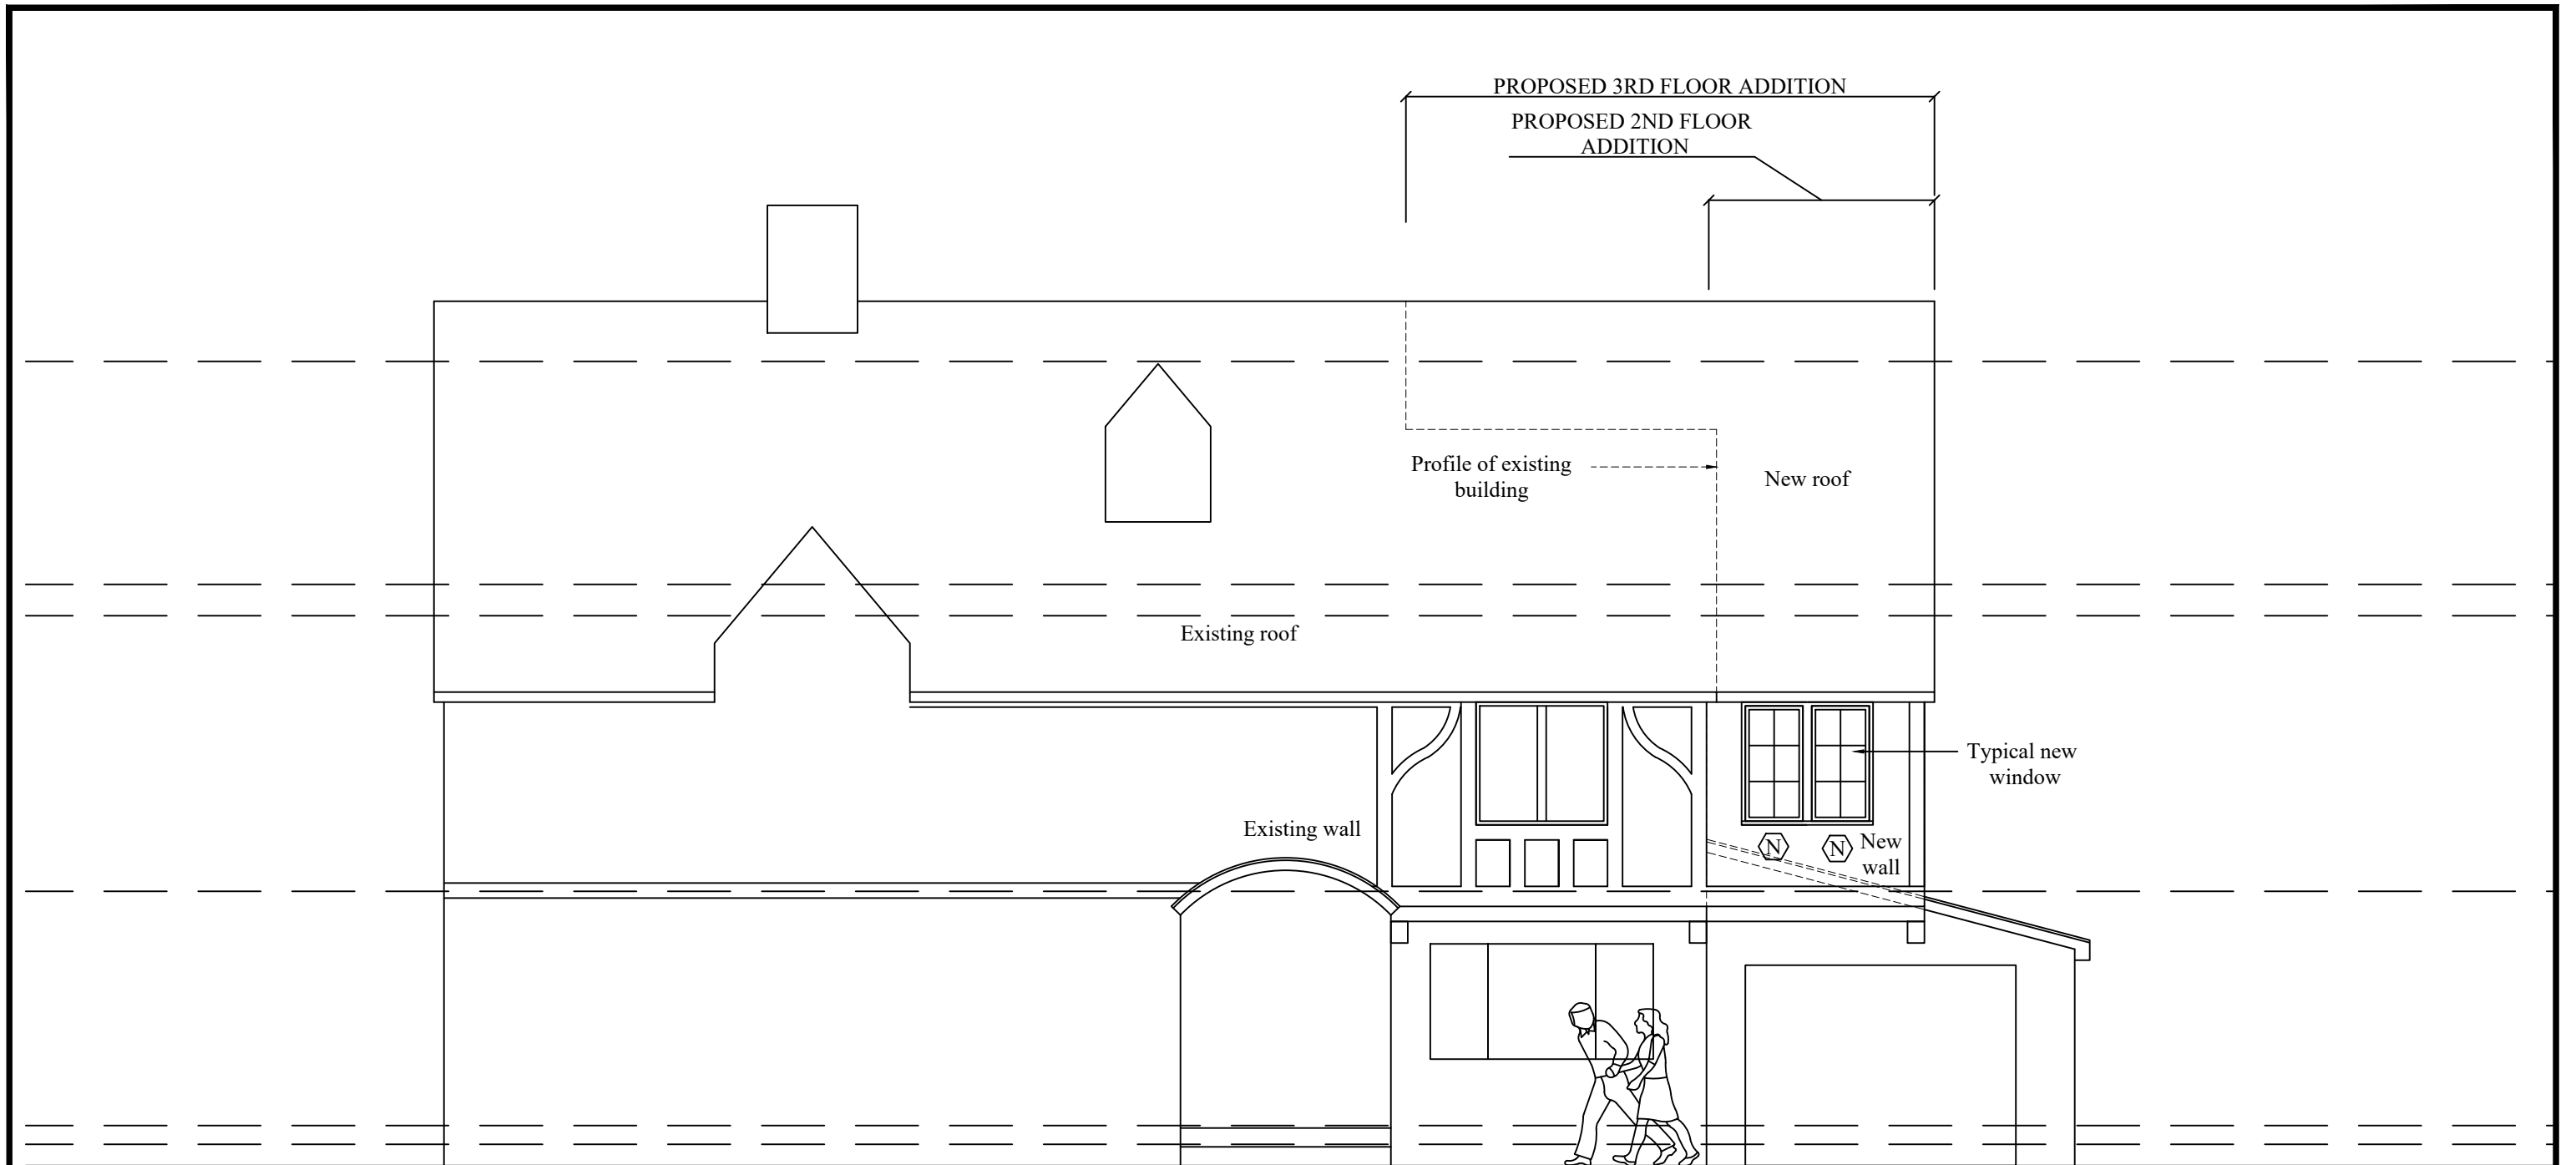 PROPOSED 3RD FLOOR ADDITION
PROPOSED 2ND FLOOR
ADDITION
Profile of existing
building
New roof
Existing roof
Typical new
window
Existing wall
N
N
New
wall